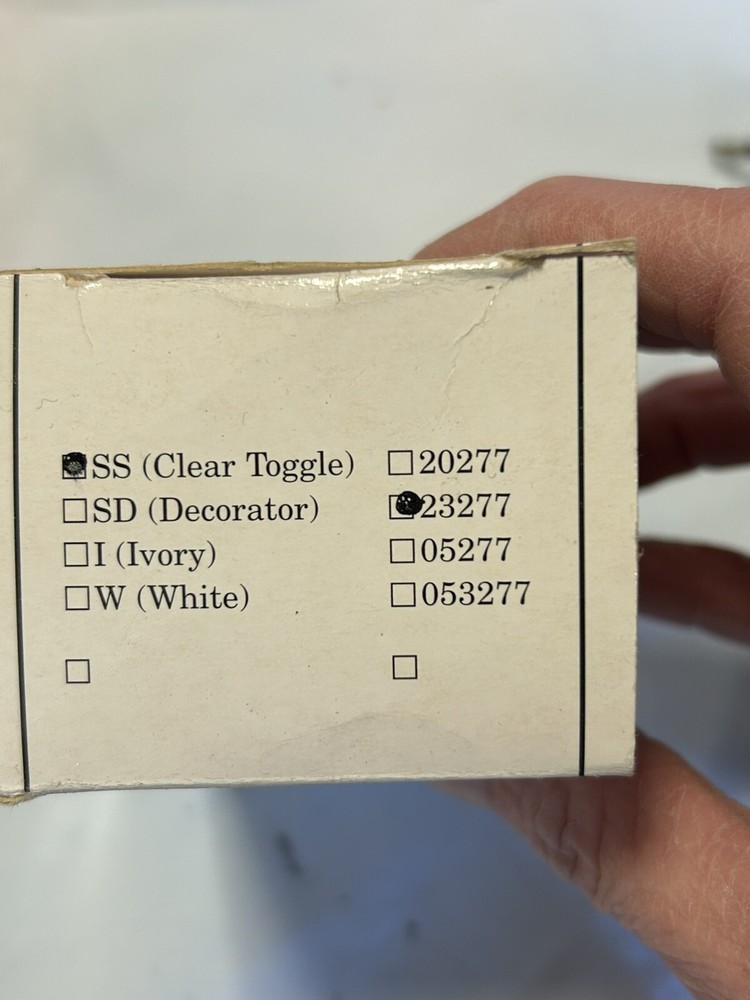 SS (Clear Toggle) 20277
SD (Decorator) 23277
I (Ivory) 05277
W (White) 053277